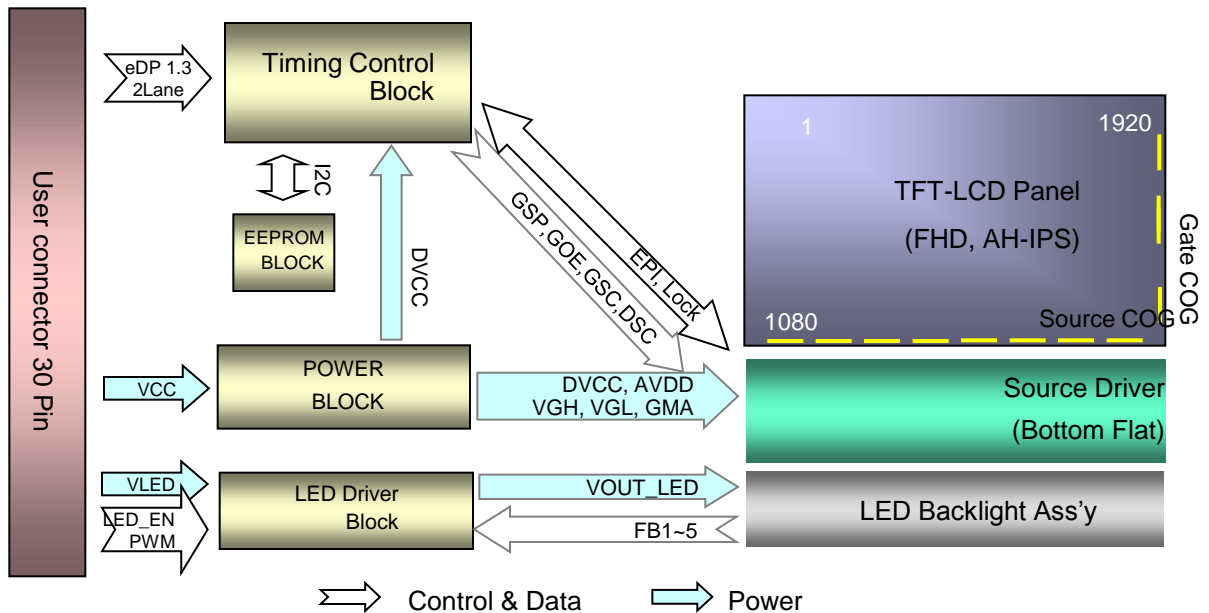 User connector 30 Pin
eDP 1.3
2Lane
Timing Control
Block
I2C
EEPROM
BLOCK
DVCC
GSP, GOE, GSC, DSC
EPI, Lock
1
1920
TFT-LCD Panel
(FHD, AH-IPS)
1080
Source COG
Gate COG
VCC
POWER
BLOCK
DVCC, AVDD
VGH, VGL, GMA
Source Driver
(Bottom Flat)
VLED
LED_EN
PWM
LED Driver
Block
VOUT_LED
FB1~5
LED Backlight Ass'y
Control & Data
Power